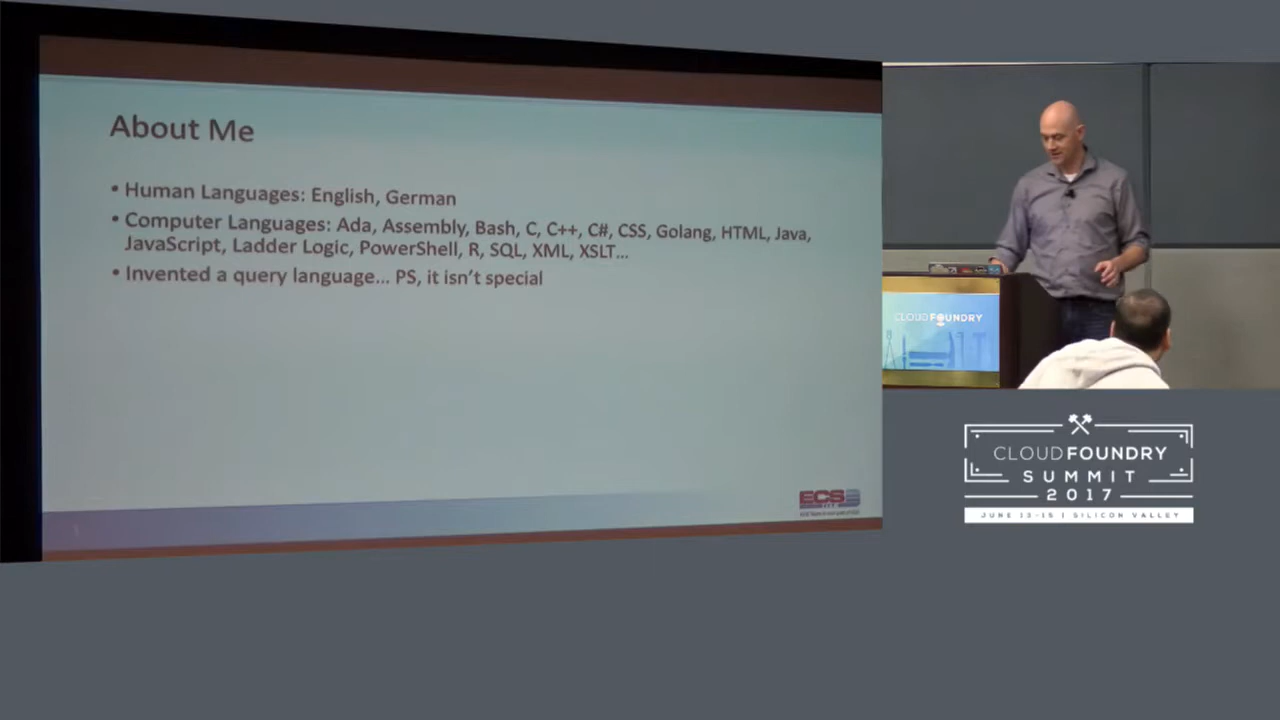 About Me
• Human Languages: English, German
• Computer Languages: Ada, Assembly, Bash, C, C++, C#, CSS, Golang, HTML, Java,
JavaScript, Ladder Logic, PowerShell, R, SQL, XML, XSLT...
• Invented a query language... PS, it isn't special
ECS
CLOUD FOUNDRY
CLOUD FOUNDRY
SUMMIT
2017
JUNE 13-15 | SILICON VALLEY